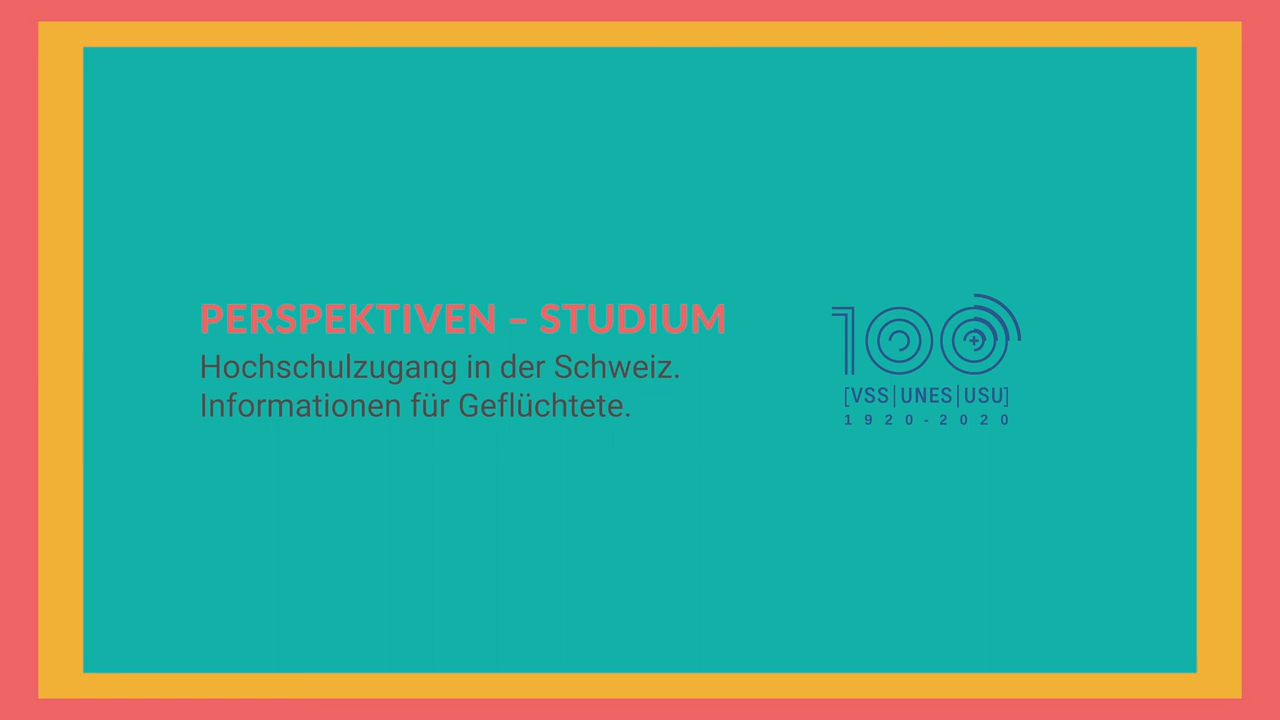 PERSPEKTIVEN – STUDIUM
Hochschulzugang in der Schweiz.
Informationen für Geflüchtete.
100
[VSS|UNES|USU]
1920-2020